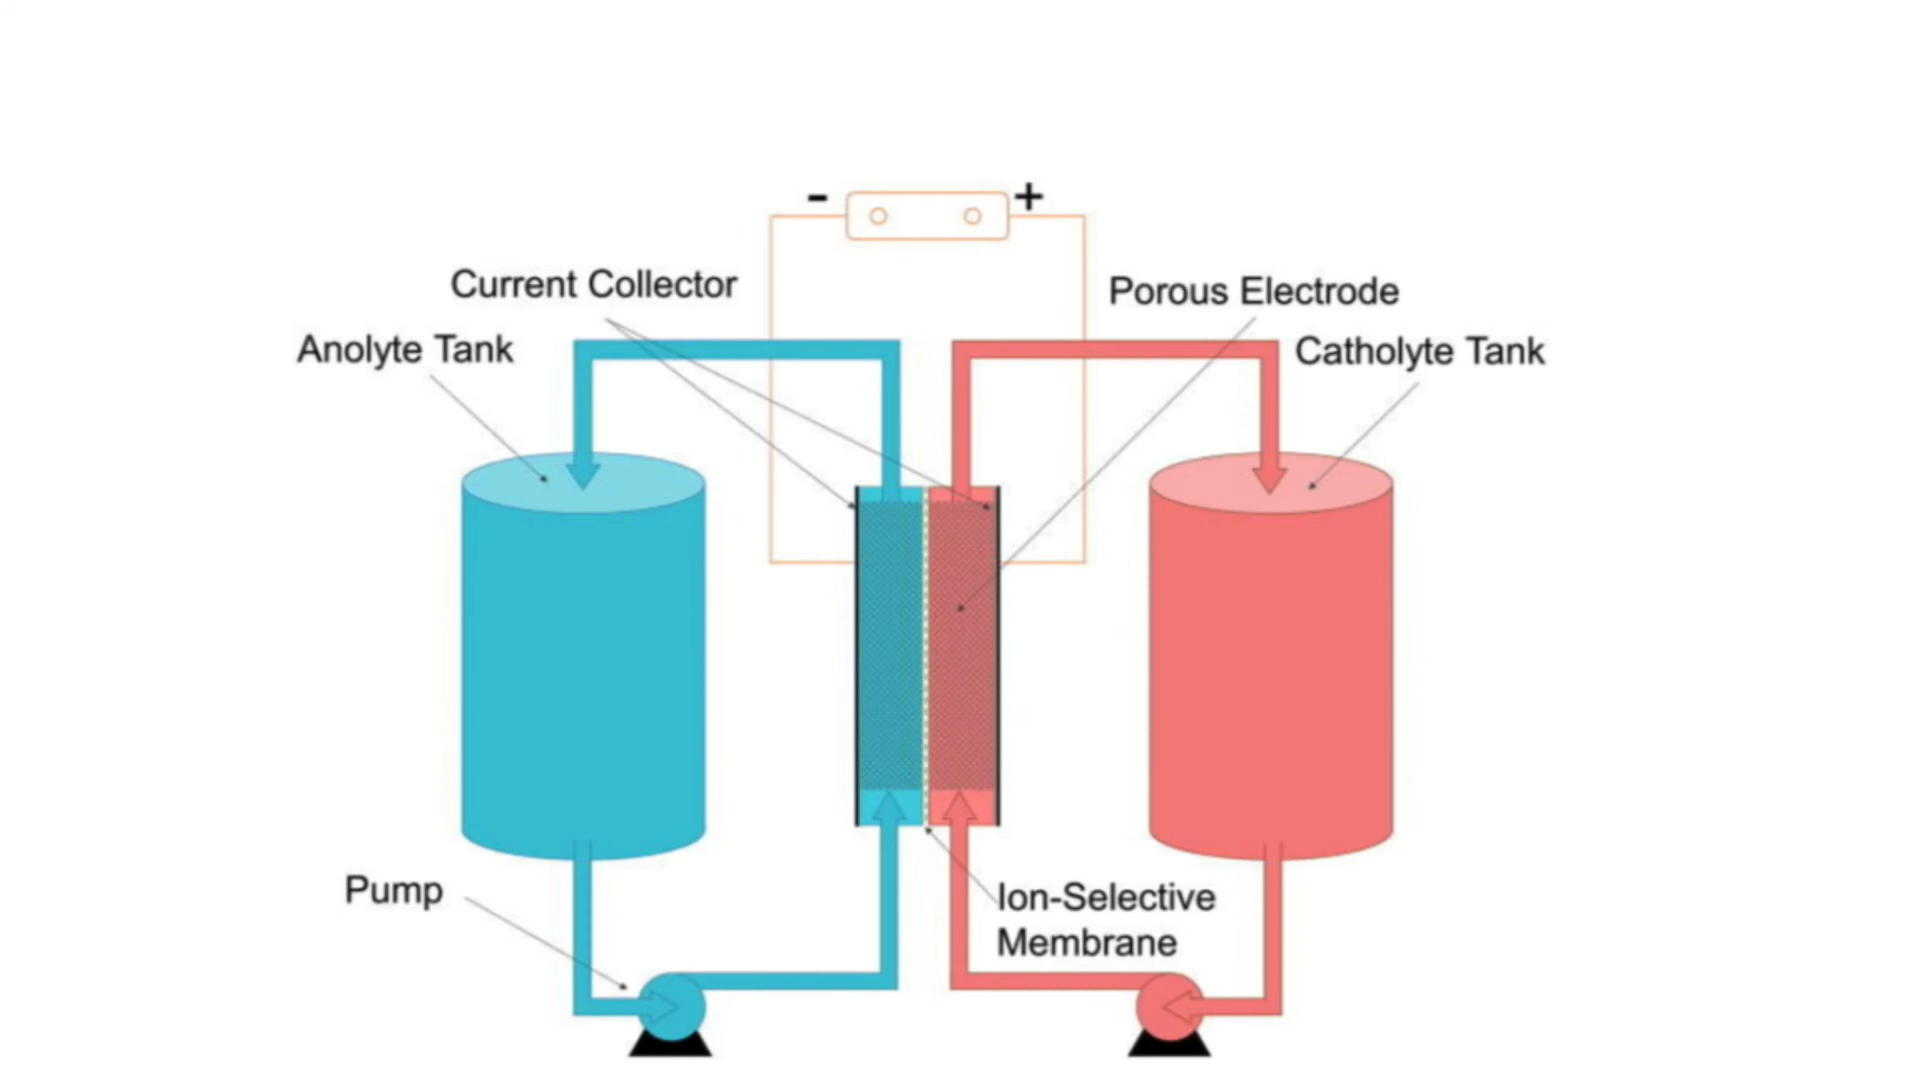 - +
Current Collector
Porous Electrode
Anolyte Tank
Catholyte Tank
Pump
Ion-Selective
Membrane